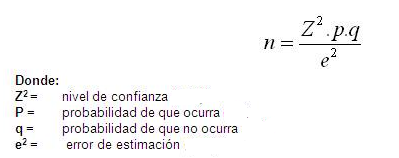 n = Z².p.q / e²
Donde:
Z² = nivel de confianza
P = probabilidad de que ocurra
q = probabilidad de que no ocurra
e² = error de estimación